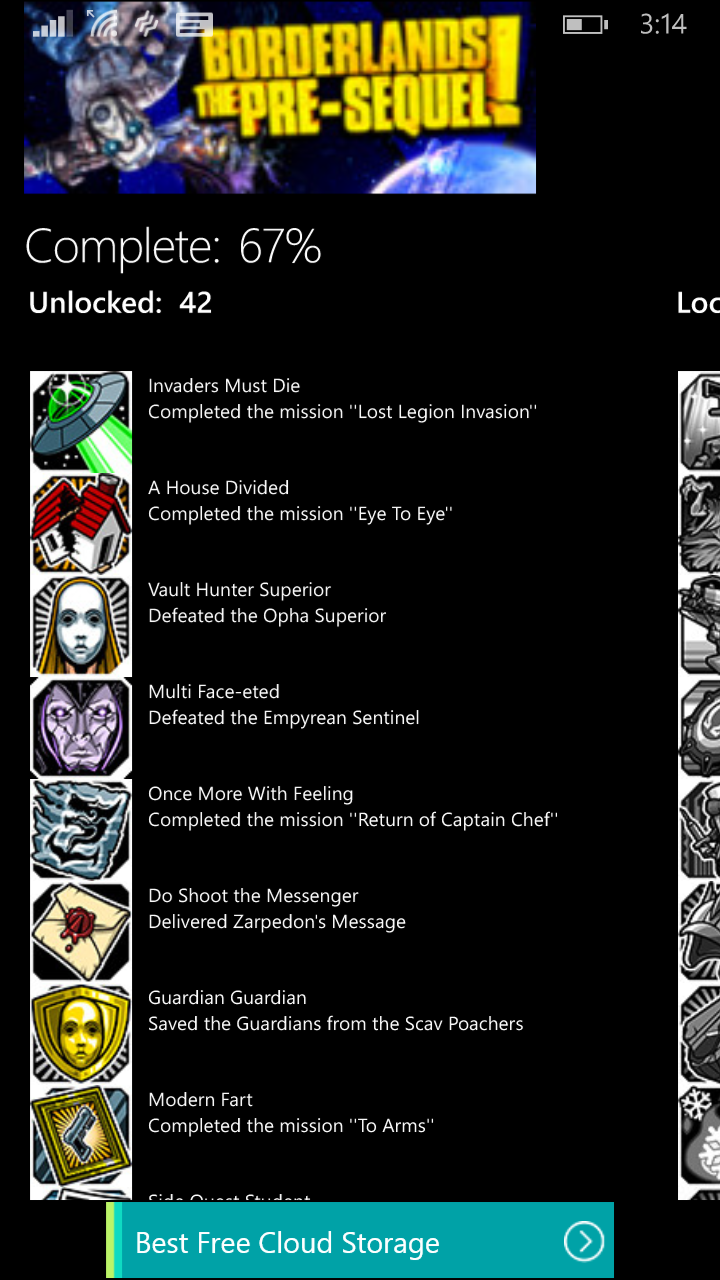 3:14
BORDERLANDS
THE PRE-SEQUEL!
Complete: 67%
Unlocked: 42
Loc
Invaders Must Die
Completed the mission ''Lost Legion Invasion''
A House Divided
Completed the mission ''Eye To Eye''
Vault Hunter Superior
Defeated the Opha Superior
Multi Face-eted
Defeated the Empyrean Sentinel
Once More With Feeling
Completed the mission ''Return of Captain Chef''
Do Shoot the Messenger
Delivered Zarpedon's Message
Guardian Guardian
Saved the Guardians from the Scav Poachers
Modern Fart
Completed the mission ''To Arms''
Side Quest Student
Best Free Cloud Storage